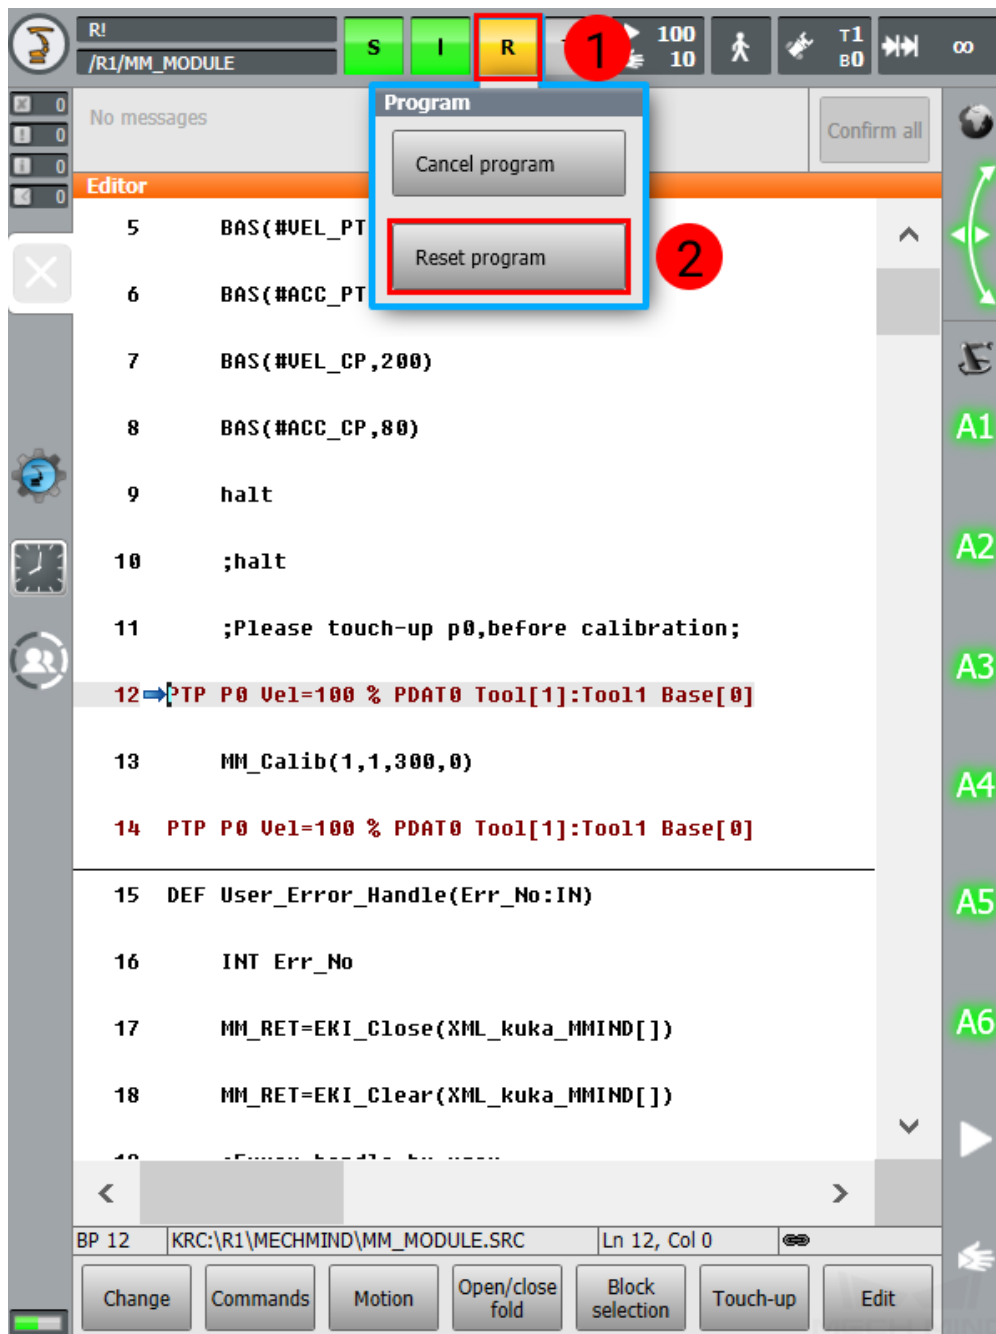 R!
/R1/MM_MODULE
S I R 1 100 10 T1 B0 ∞
0
0
0
0
No messages
Confirm all
Program
Cancel program
Reset program
2
Editor
5 BAS(#VEL_PT
6 BAS(#ACC_PT
7 BAS(#VEL_CP,200)
8 BAS(#ACC_CP,80)
9 halt
10 ;halt
11 ;Please touch-up p0,before calibration;
12 PTP P0 Vel=100 % PDAT0 Tool[1]:Tool1 Base[0]
13 MM_Calib(1,1,300,0)
14 PTP P0 Vel=100 % PDAT0 Tool[1]:Tool1 Base[0]
15 DEF User_Error_Handle(Err_No:IN)
16 INT Err_No
17 MM_RET=EKI_Close(XML_kuka_MMIND[])
18 MM_RET=EKI_Clear(XML_kuka_MMIND[])
A1
A2
A3
A4
A5
A6
BP 12 KRC:\R1\MECHMIND\MM_MODULE.SRC Ln 12, Col 0
Change Commands Motion Open/close fold Block selection Touch-up Edit